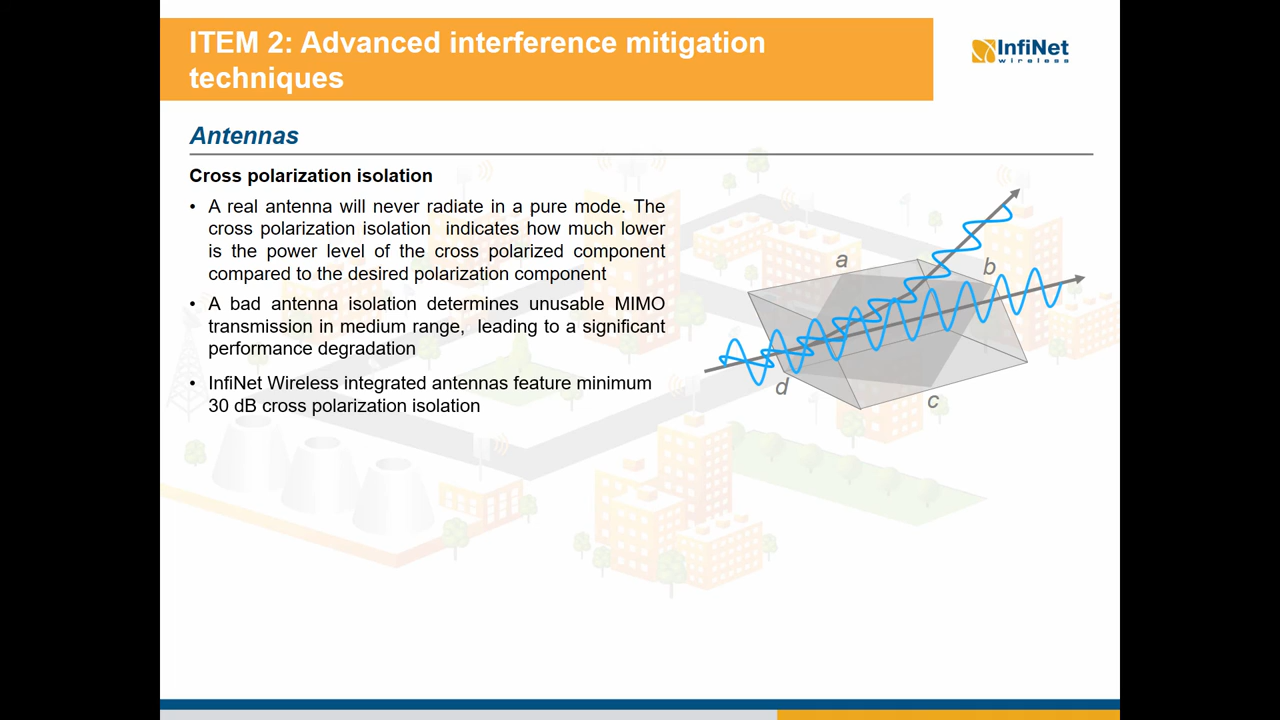 ITEM 2: Advanced interference mitigation
techniques
InfiNet
wireless
Antennas
Cross polarization isolation
• A real antenna will never radiate in a pure mode. The
cross polarization isolation  indicates how much lower
is the power level of the cross polarized component
compared to the desired polarization component
• A bad antenna isolation determines unusable MIMO
transmission in medium range,  leading to a significant
performance degradation
• InfiNet Wireless integrated antennas feature minimum
30 dB cross polarization isolation
a
b
d
c